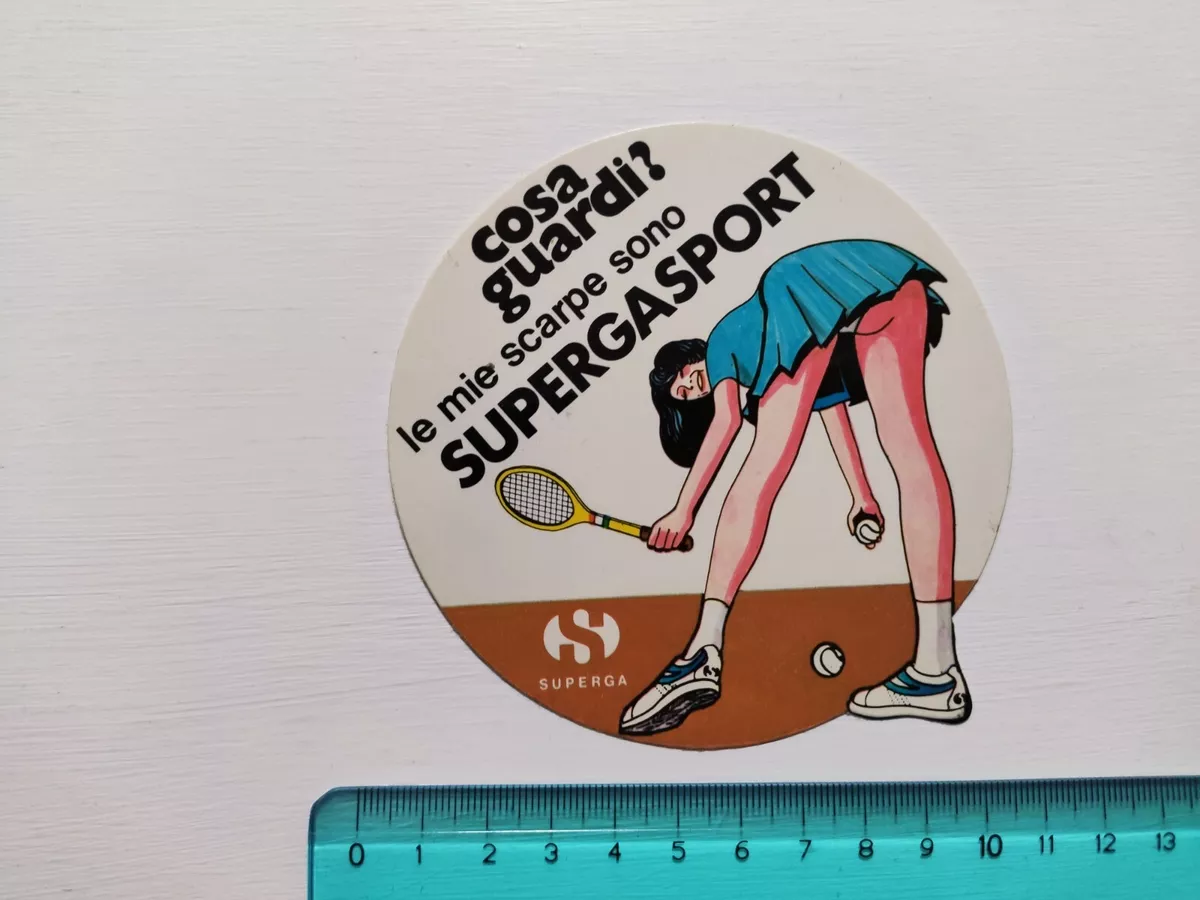 cosa
guardi?
le mie scarpe sono
SUPERGASPORT
SUPERGA
0 1 2 3 4 5 6 7 8 9 10 11 12 13